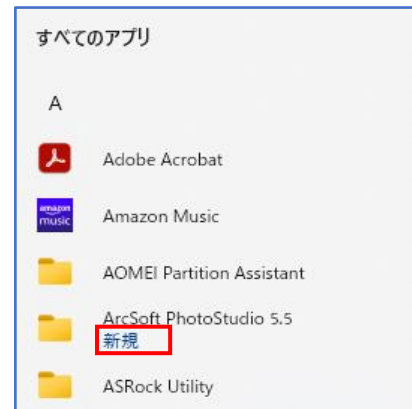 すべてのアプリ
A
Adobe Acrobat
amazon
music
Amazon Music
AOMEI Partition Assistant
ArcSoft PhotoStudio 5.5
新規
ASRock Utility